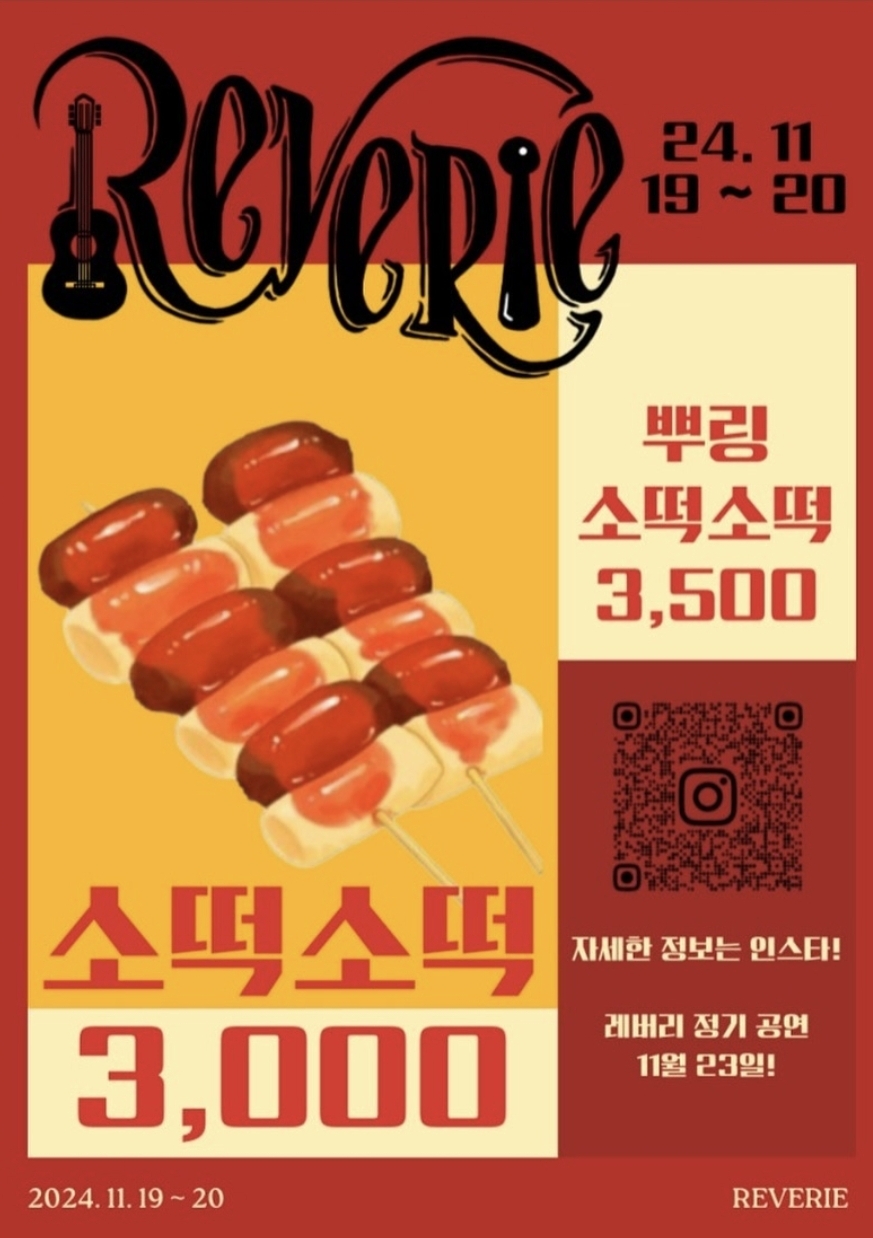 Reverie
24. 11
19 ~ 20
뿌링
소떡소떡
3,500
소떡소떡
3,000
자세한 정보는 인스타!
레버리 정기 공연
11월 23일!
2024. 11. 19 ~ 20
REVERIE